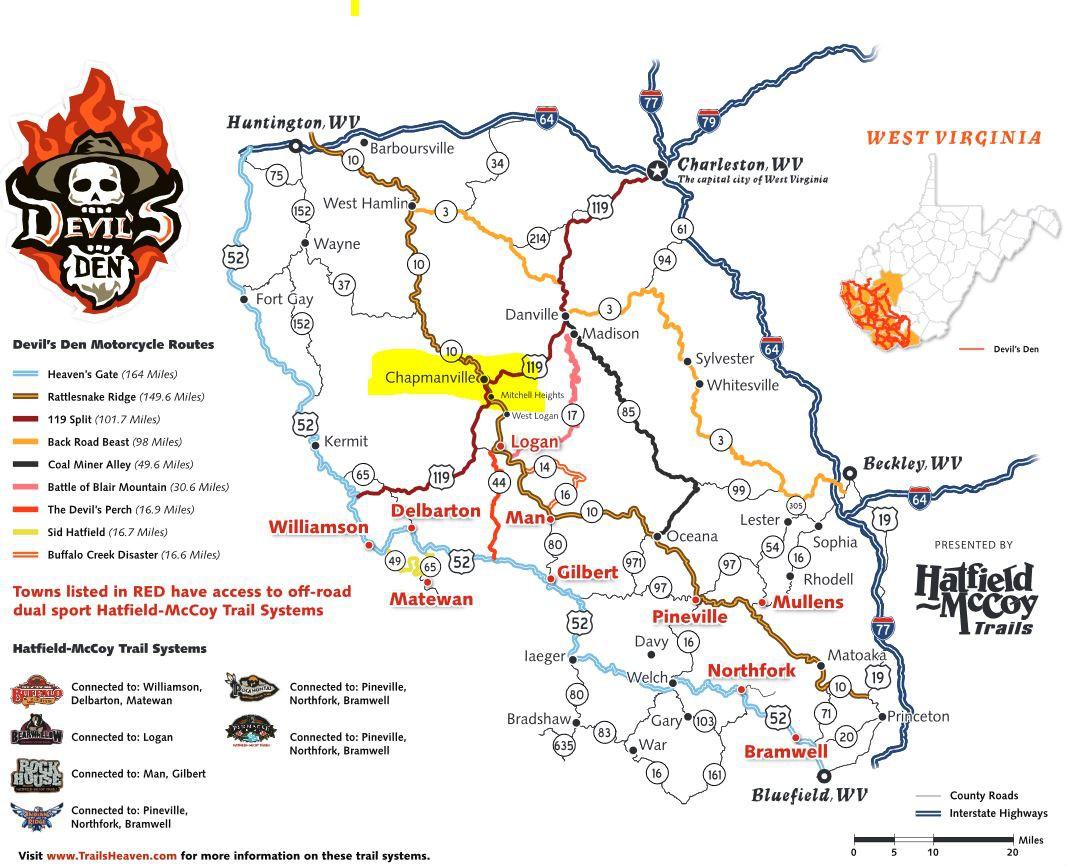 Huntington, WV
Barboursville
Charleston, WV
The capital city of West Virginia
WEST VIRGINIA
Devil's Den
DEVIL'S
DEN
64
77
79
10
34
75
152
West Hamlin
3
119
214
61
94
52
Wayne
10
37
Fort Gay
152
Danville
3
Madison
Sylvester
Whitesville
64
10
Chapmanville
119
Mitchell Heights
West Logan
17
85
3
52
Kermit
Logan
65
119
44
14
16
Beckley, WV
64
99
305
19
Delbarton
Williamson
Man
10
Lester
Sophia
Oceana
80
54
16
49
65
52
971
97
97
Rhodell
Matewan
Gilbert
Mullens
Pineville
77
52
Davy
16
Iaeger
Welch
Northfork
Matoaka
19
10
80
Bradshaw
Gary
103
52
71
Princeton
20
635
83
War
Bramwell
16
161
Bluefield, WV
Devil's Den Motorcycle Routes
Heaven's Gate (164 Miles)
Rattlesnake Ridge (149.6 Miles)
119 Split (101.7 Miles)
Back Road Beast (98 Miles)
Coal Miner Alley (49.6 Miles)
Battle of Blair Mountain (30.6 Miles)
The Devil's Perch (16.9 Miles)
Sid Hatfield (16.7 Miles)
Buffalo Creek Disaster (16.6 Miles)
Towns listed in RED have access to off-road
dual sport Hatfield-McCoy Trail Systems
Hatfield-McCoy Trail Systems
BUFFALO
Connected to: Williamson,
Delbarton, Matewan
BEARWALLOW
Connected to: Logan
ROCK
HOUSE
Connected to: Man, Gilbert
INDIAN
RIDGE
Connected to: Pineville,
Northfork, Bramwell
POCAHONTAS
Connected to: Pineville,
Northfork, Bramwell
PINNACLE
Connected to: Pineville,
Northfork, Bramwell
PRESENTED BY
Hatfield
McCoy
Trails
County Roads
Interstate Highways
Miles
0 5 10 20
Visit www.TrailsHeaven.com for more information on these trail systems.